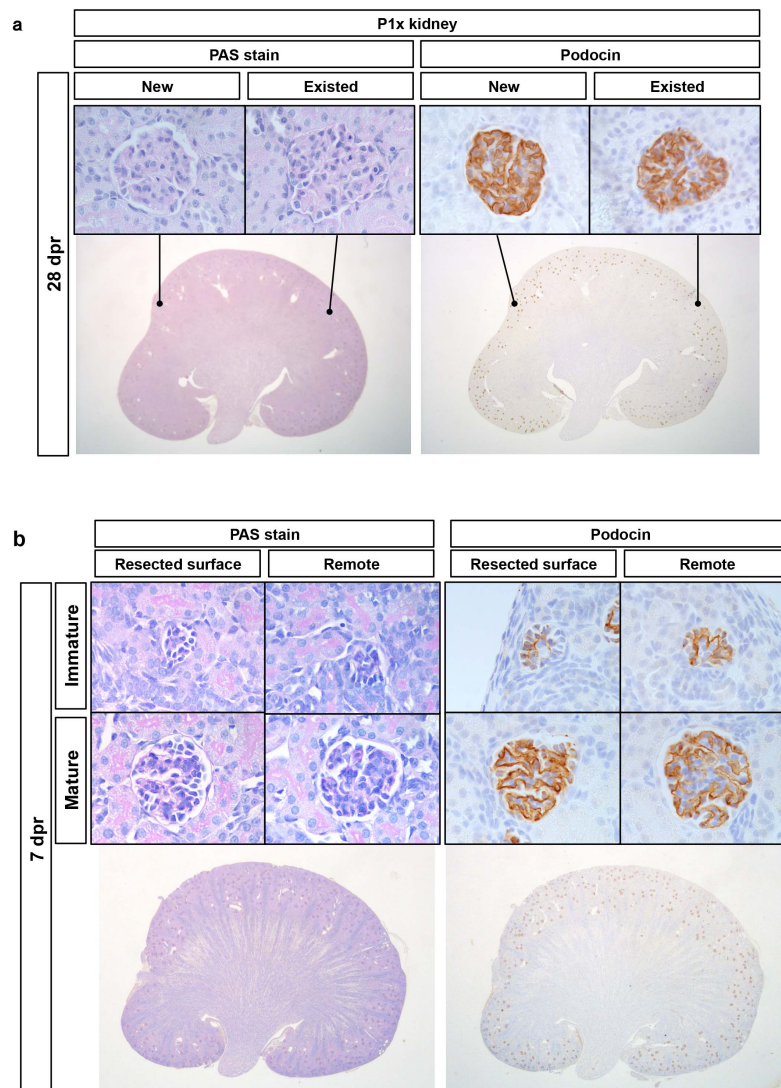 a
P1x kidney
PAS stain
Podocin
New
Existed
New
Existed
28 dpr
b
PAS stain
Podocin
Resected surface
Remote
Resected surface
Remote
Immature
Mature
7 dpr